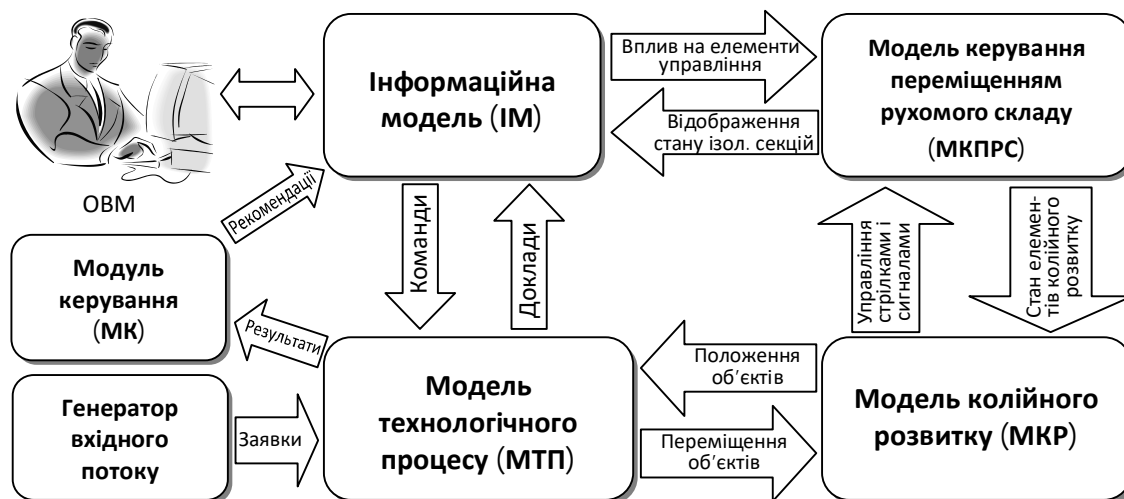 Інформаційна
модель (ІМ)
Вплив на елементи
управління
Відображення
стану ізол. секцій
Модель керування
переміщенням
рухомого складу
(МКПРС)
ОВМ
Рекомендації
Команди
Доклади
Управління
стрілками і
сигналами
Стан елемен-
тів колійного
розвитку
Модуль
керування
(МК)
Результати
Генератор
вхідного
потоку
Заявки
Модель
технологічного
процесу (МТП)
Положення
об’єктів
Переміщення
об’єктів
Модель колійного
розвитку (МКР)